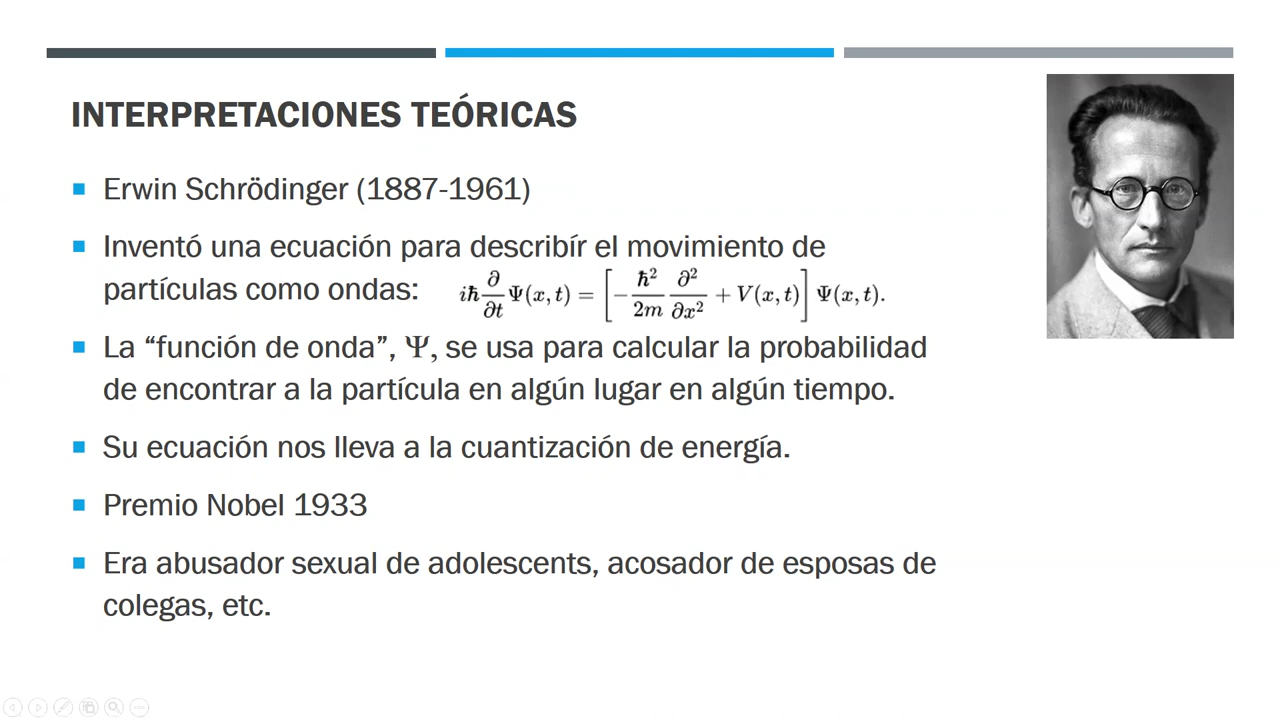 INTERPRETACIONES TEÓRICAS
Erwin Schrödinger (1887-1961)
Inventó una ecuación para describír el movimiento de
partículas como ondas: iħ ∂/∂t Ψ(x, t) = [−ħ²/2m ∂²/∂x² + V(x, t)] Ψ(x, t).
La “función de onda”, Ψ, se usa para calcular la probabilidad
de encontrar a la partícula en algún lugar en algún tiempo.
Su ecuación nos lleva a la cuantización de energía.
Premio Nobel 1933
Era abusador sexual de adolescents, acosador de esposas de
colegas, etc.